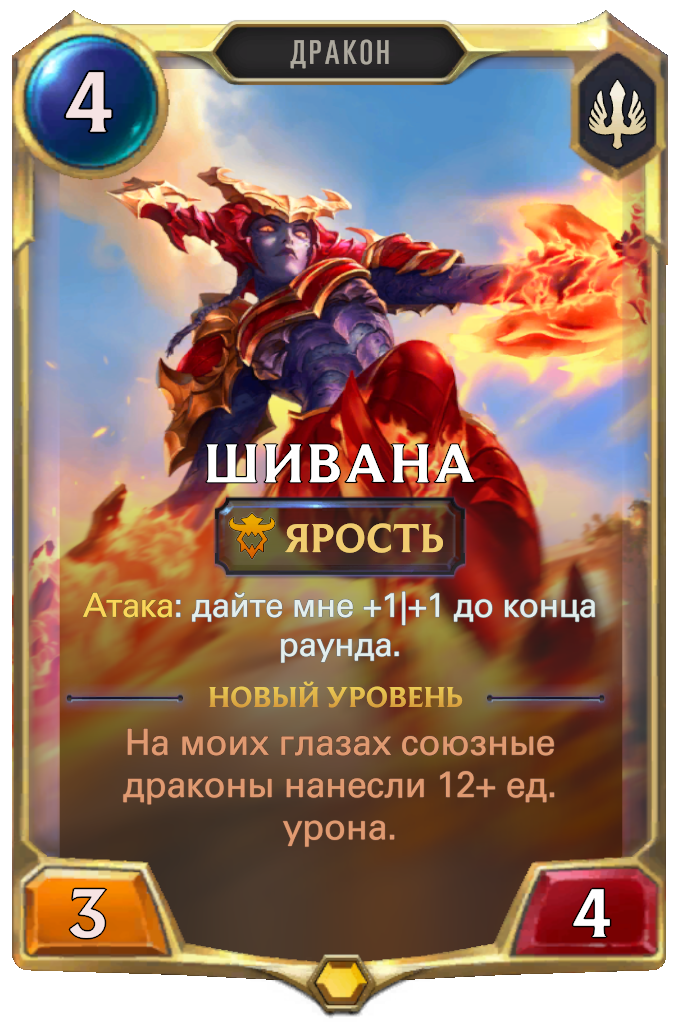 ДРАКОН
4
ШИВАНА
ЯРОСТЬ
Атака: дайте мне +1|+1 до конца
раунда.
НОВЫЙ УРОВЕНЬ
На моих глазах союзные
драконы нанесли 12+ ед.
урона.
3
4